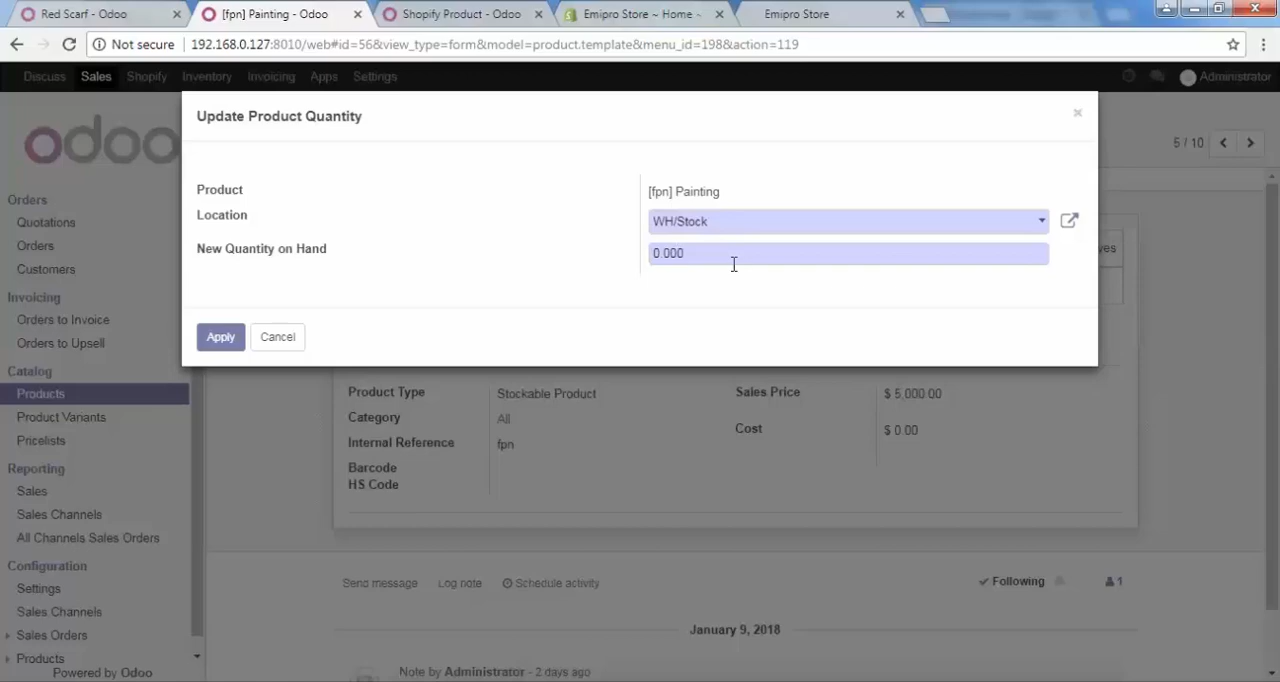 Red Scarf - Odoo
[fpn] Painting - Odoo
Shopify Product - Odoo
Emipro Store ~ Home -
Emipro Store
Not secure
192.168.0.127:8010/web#id=56&view_type=form&model=product.template&menu_id=198&action=119
Discuss Sales Shopify Inventory Invoicing Apps Settings
Administrator
odoo
Update Product Quantity
5 / 10
Product
[fpn] Painting
Location
WH/Stock
New Quantity on Hand
0.000
Apply Cancel
Orders
Quotations
Orders
Customers
Invoicing
Orders to Invoice
Orders to Upsell
Catalog
Products
Product Variants
Pricelists
Reporting
Sales
Sales Channels
All Channels Sales Orders
Configuration
Settings
Sales Channels
Sales Orders
Products
Powered by Odoo
Product Type Stockable Product
Category All
Internal Reference fpn
Barcode
HS Code
Sales Price $ 5,000.00
Cost $ 0.00
Send message Log note Schedule activity
Following 1
January 9, 2018
Note by Administrator - 2 days ago